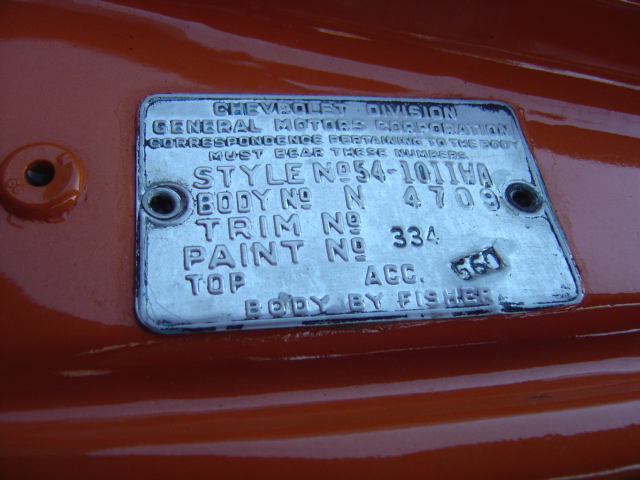 CHEVROLET DIVISION
GENERAL MOTORS CORPORATION
CORRESPONDENCE PERTAINING TO THE BODY
MUST BEAR THESE NUMBERS.
STYLE NO 54-1011HA
BODY NO N 4709
TRIM NO 334
PAINT NO
TOP ACC. 560
BODY BY FISHER